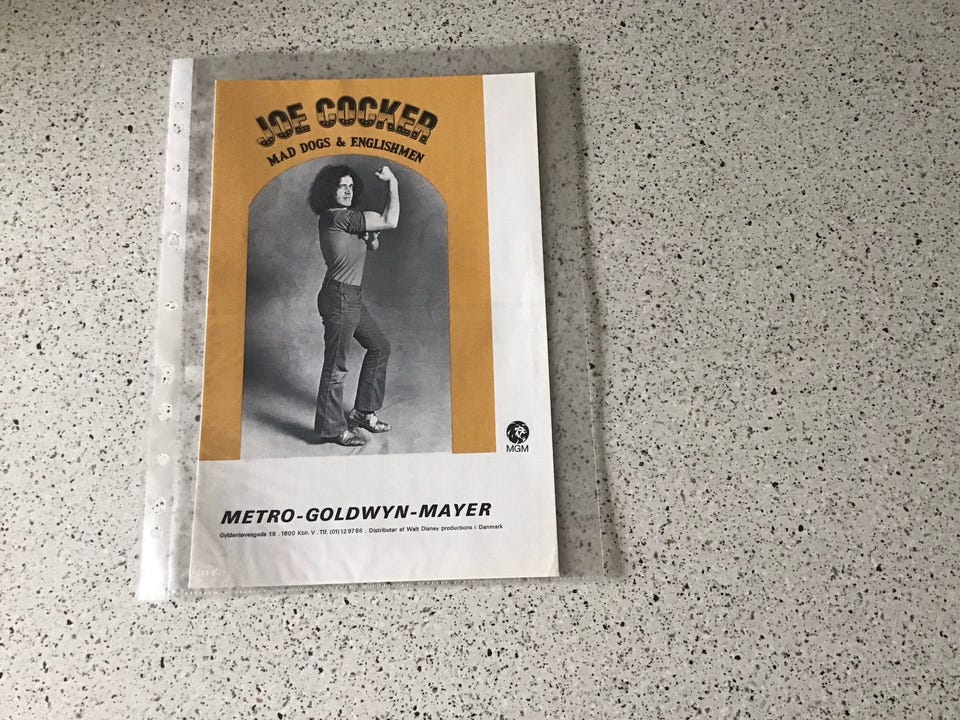 JOE COCKER
MAD DOGS & ENGLISHMEN
MGM
METRO-GOLDWYN-MAYER
Gyldenløvesgade 19 . 1600 Kbh. V . Tlf. (01) 12 97 86 . Distributør af Walt Disney productions i Danmark